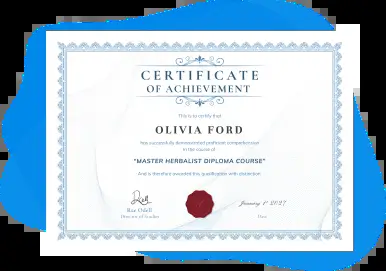 CERTIFICATE
OF ACHIEVEMENT
This is to certify that
OLIVIA FORD
has successfully demonstrated proficient comprehension
in the course of
"MASTER HERBALIST DIPLOMA COURSE"
And is therefore awarded this qualification with distinction
January 1st 2027
Rae Odell
Director of Studies
Date